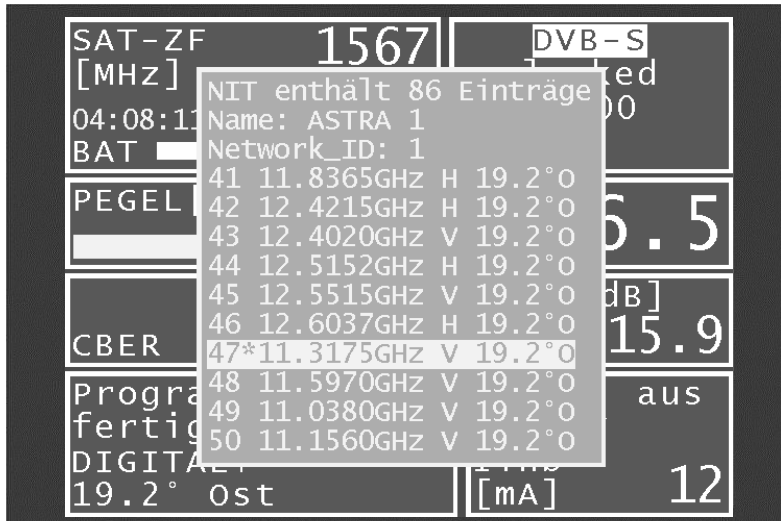 SAT-ZF 1567
[MHz]
DVB-S
04:08:11
BAT
PEGEL
6.5
dB]
CBER
15.9
fertig
aus
19.2° Ost
[mA] 12
NIT enthält 86 Einträge
Name: ASTRA 1
Network_ID: 1
41 11.8365GHz H 19.2°O
42 12.4215GHz H 19.2°O
43 12.4020GHz V 19.2°O
44 12.5152GHz H 19.2°O
45 12.5515GHz V 19.2°O
46 12.6037GHz H 19.2°O
47*11.3175GHz V 19.2°O
48 11.5970GHz V 19.2°O
49 11.0380GHz V 19.2°O
50 11.1560GHz V 19.2°O